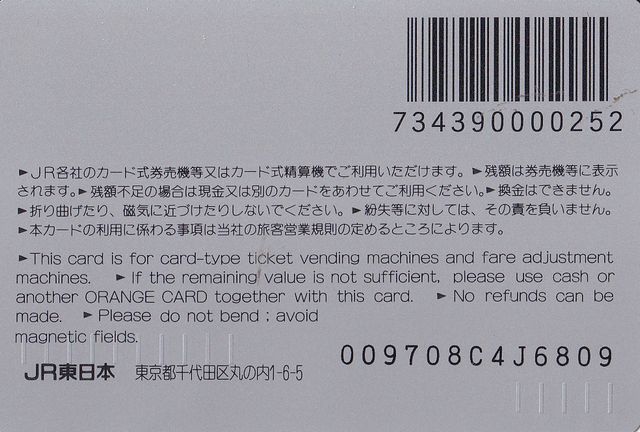 734390000252
►JR各社のカード式券売機等又はカード式精算機でご利用いただけます。►残額は券売機等に表示
されます。►残額不足の場合は現金又は別のカードをあわせてご利用ください。►換金はできません。
►折り曲げたり、磁気に近づけたりしないでください。►紛失等に対しては、その責を負いません。
►本カードの利用に係わる事項は当社の旅客営業規則の定めるところによります。
►This card is for card-type ticket vending machines and fare adjustment
machines. ►If the remaining value is not sufficient, please use cash or
another ORANGE CARD together with this card. ►No refunds can be
made. ►Please do not bend ; avoid
magnetic fields.
009708C4J6809
JR東日本 東京都千代田区丸の内1-6-5